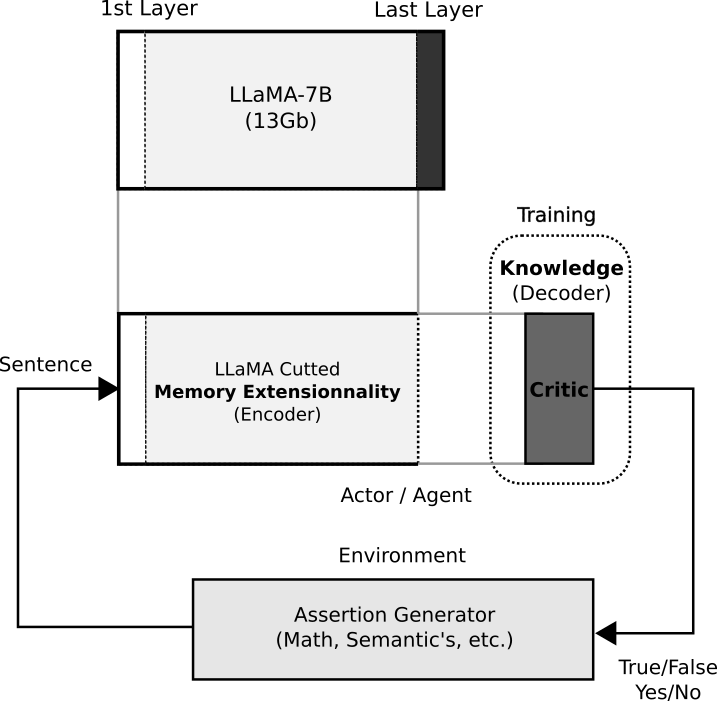 1st Layer
Last Layer
LLaMA-7B
(13Gb)
Training
Knowledge
(Decoder)
Sentence
LLaMA Cutted
Memory Extensionnality
(Encoder)
Critic
Actor / Agent
Environment
Assertion Generator
(Math, Semantic's, etc.)
True/False
Yes/No